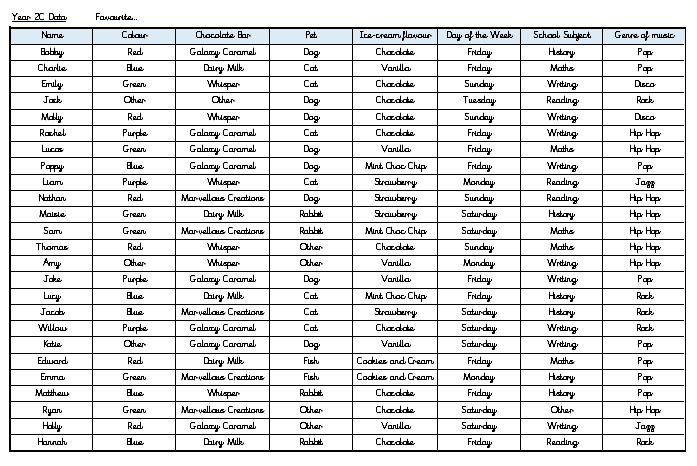 Year 2C Data Favourite...
Name Colour Chocolate Bar Pet Ice-cream flavour Day of the Week School Subject Genre of music
Bobby Red Galaxy Caramel Dog Chocolate Friday History Pop
Charlie Blue Dairy Milk Cat Vanilla Friday Maths Pop
Emily Green Whisper Cat Chocolate Sunday Writing Disco
Jack Other Other Dog Chocolate Tuesday Reading Rock
Molly Red Whisper Dog Chocolate Sunday Writing Disco
Rachel Purple Galaxy Caramel Cat Chocolate Friday Writing Hip Hop
Lucas Green Galaxy Caramel Dog Vanilla Friday Maths Hip Hop
Poppy Blue Galaxy Caramel Dog Mint Choc Chip Friday Writing Pop
Liam Purple Whisper Cat Strawberry Monday Reading Jazz
Nathan Red Marvellous Creations Dog Strawberry Sunday Reading Hip Hop
Maisie Green Dairy Milk Rabbit Strawberry Saturday History Hip Hop
Sam Green Marvellous Creations Rabbit Mint Choc Chip Saturday Maths Hip Hop
Thomas Red Whisper Other Chocolate Sunday Maths Hip Hop
Amy Other Whisper Other Vanilla Monday Writing Hip Hop
Jake Purple Galaxy Caramel Dog Vanilla Friday Writing Pop
Lucy Blue Dairy Milk Cat Mint Choc Chip Friday History Rock
Jacob Blue Marvellous Creations Cat Strawberry Saturday History Rock
Willow Purple Galaxy Caramel Cat Chocolate Saturday Writing Rock
Katie Other Galaxy Caramel Dog Vanilla Saturday Writing Pop
Edward Red Dairy Milk Fish Cookies and Cream Friday Maths Pop
Emma Green Marvellous Creations Fish Cookies and Cream Monday History Pop
Matthew Blue Whisper Rabbit Chocolate Friday History Pop
Ryan Green Marvellous Creations Other Chocolate Saturday Other Hip Hop
Holly Red Galaxy Caramel Other Chocolate Saturday Writing Jazz
Hannah Blue Dairy Milk Rabbit Chocolate Friday Reading Rock